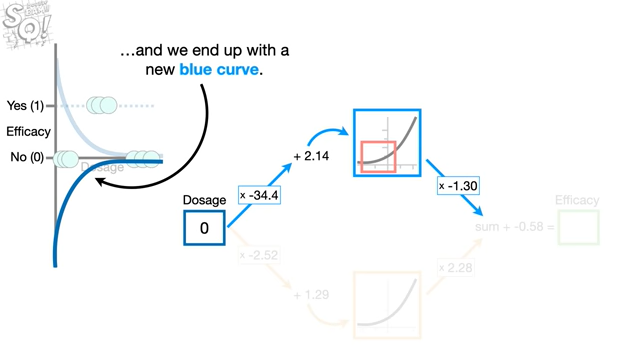 SQ!
…and we end up with a
new blue curve.
Yes (1)
Efficacy
No (0)
Dosage
+ 2.14
x -34.4
x -1.30
Dosage
0
Efficacy
sum + -0.58 =
x -2.52
x 2.28
+ 1.29